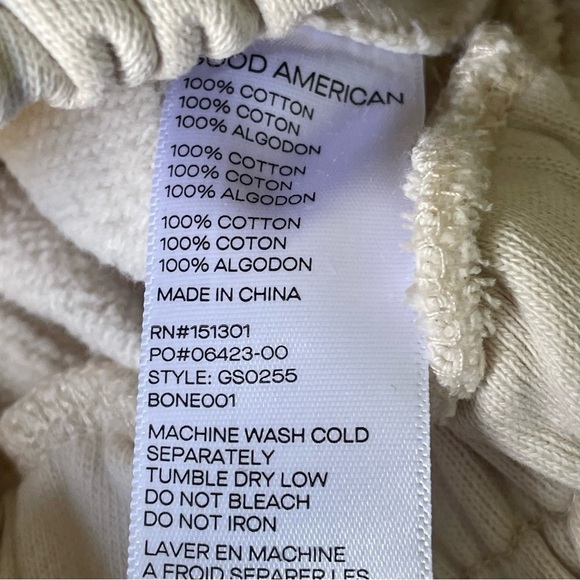 GOOD AMERICAN
100% COTTON
100% COTON
100% ALGODON
100% COTTON
100% COTON
100% ALGODON
100% COTTON
100% COTON
100% ALGODON
MADE IN CHINA
RN#151301
PO#06423-00
STYLE: GS0255
BONE001
MACHINE WASH COLD
SEPARATELY
TUMBLE DRY LOW
DO NOT BLEACH
DO NOT IRON
LAVER EN MACHINE
A FROID SEPARER LES